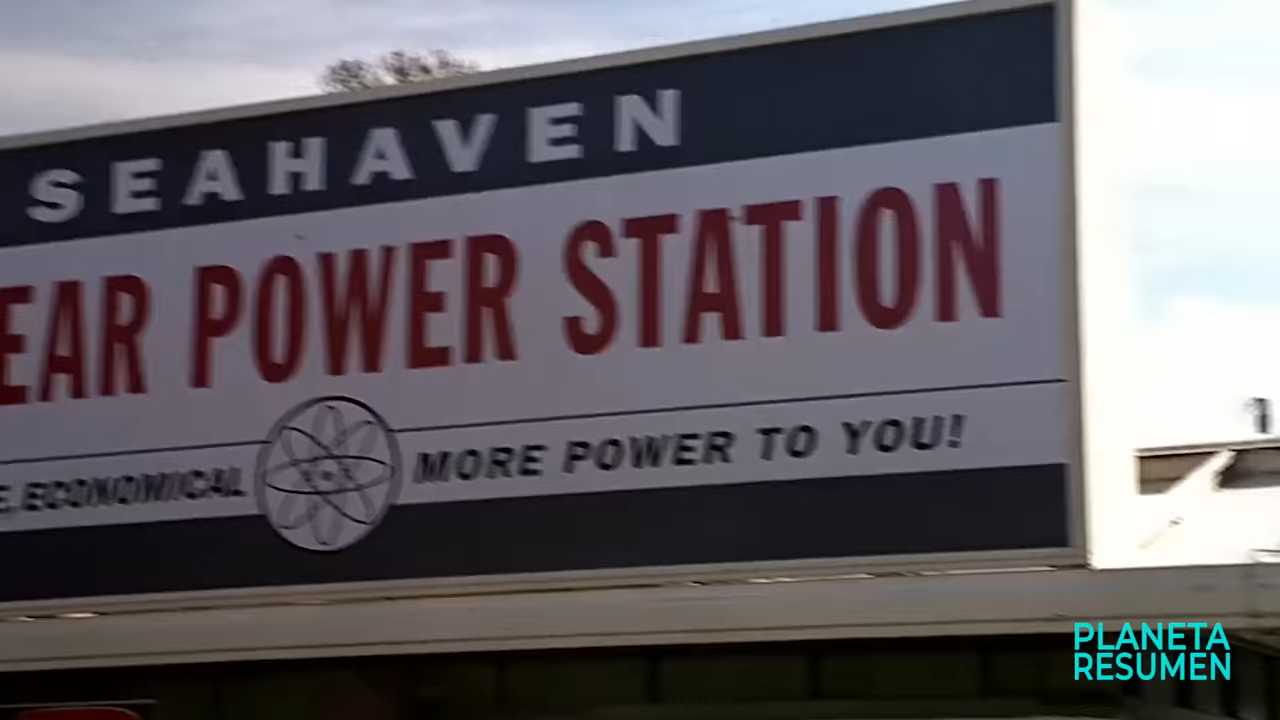 SEAHAVEN
EAR POWER STATION
E, ECONOMICAL MORE POWER TO YOU!
PLANETA
RESUMEN